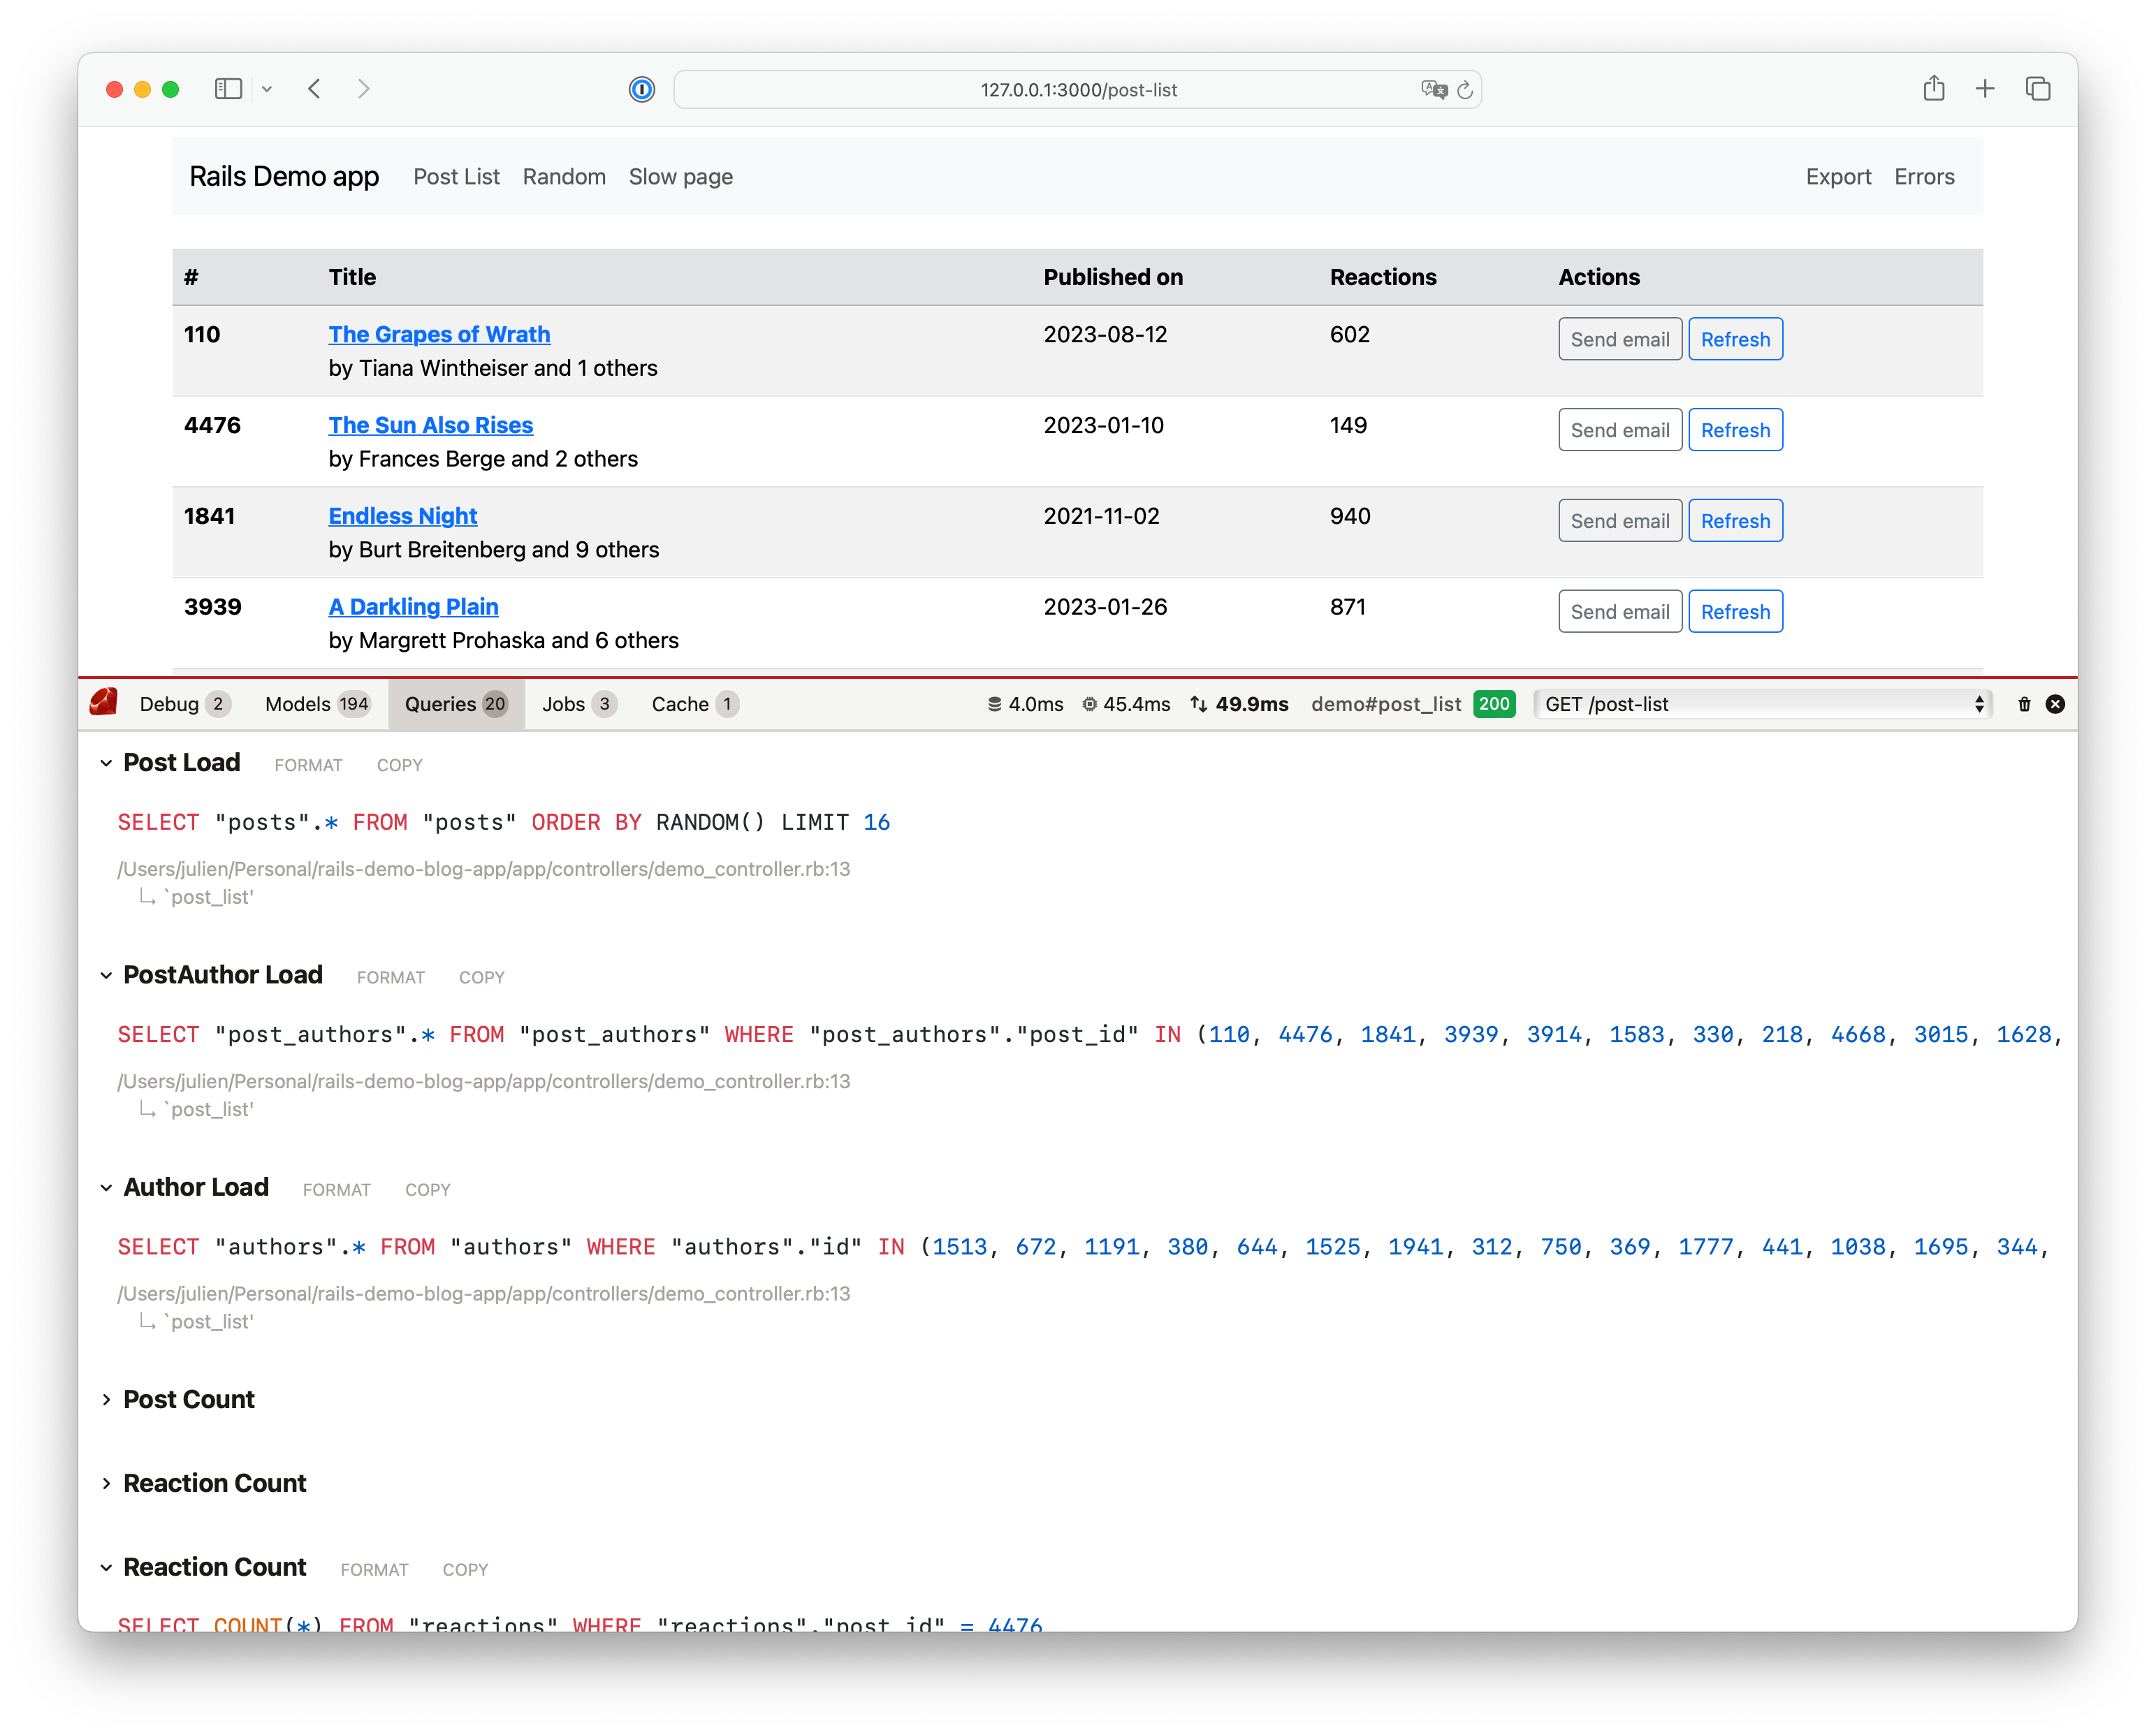 127.0.0.1:3000/post-list
Rails Demo app Post List Random Slow page Export Errors
# Title Published on Reactions Actions
110 The Grapes of Wrath 2023-08-12 602 Send email Refresh
by Tiana Wintheiser and 1 others
4476 The Sun Also Rises 2023-01-10 149 Send email Refresh
by Frances Berge and 2 others
1841 Endless Night 2021-11-02 940 Send email Refresh
by Burt Breitenberg and 9 others
3939 A Darkling Plain 2023-01-26 871 Send email Refresh
by Margrett Prohaska and 6 others
Debug 2 Models 194 Queries 20 Jobs 3 Cache 1 4.0ms 45.4ms 49.9ms demo#post_list 200 GET /post-list
Post Load FORMAT COPY
SELECT "posts".* FROM "posts" ORDER BY RANDOM() LIMIT 16
/Users/julien/Personal/rails-demo-blog-app/app/controllers/demo_controller.rb:13
`post_list'
PostAuthor Load FORMAT COPY
SELECT "post_authors".* FROM "post_authors" WHERE "post_authors"."post_id" IN (110, 4476, 1841, 3939, 3914, 1583, 330, 218, 4668, 3015, 1628,
/Users/julien/Personal/rails-demo-blog-app/app/controllers/demo_controller.rb:13
`post_list'
Author Load FORMAT COPY
SELECT "authors".* FROM "authors" WHERE "authors"."id" IN (1513, 672, 1191, 380, 644, 1525, 1941, 312, 750, 369, 1777, 441, 1038, 1695, 344,
/Users/julien/Personal/rails-demo-blog-app/app/controllers/demo_controller.rb:13
`post_list'
Post Count
Reaction Count
Reaction Count FORMAT COPY
SELECT COUNT(*) FROM "reactions" WHERE "reactions"."post_id" = 4476